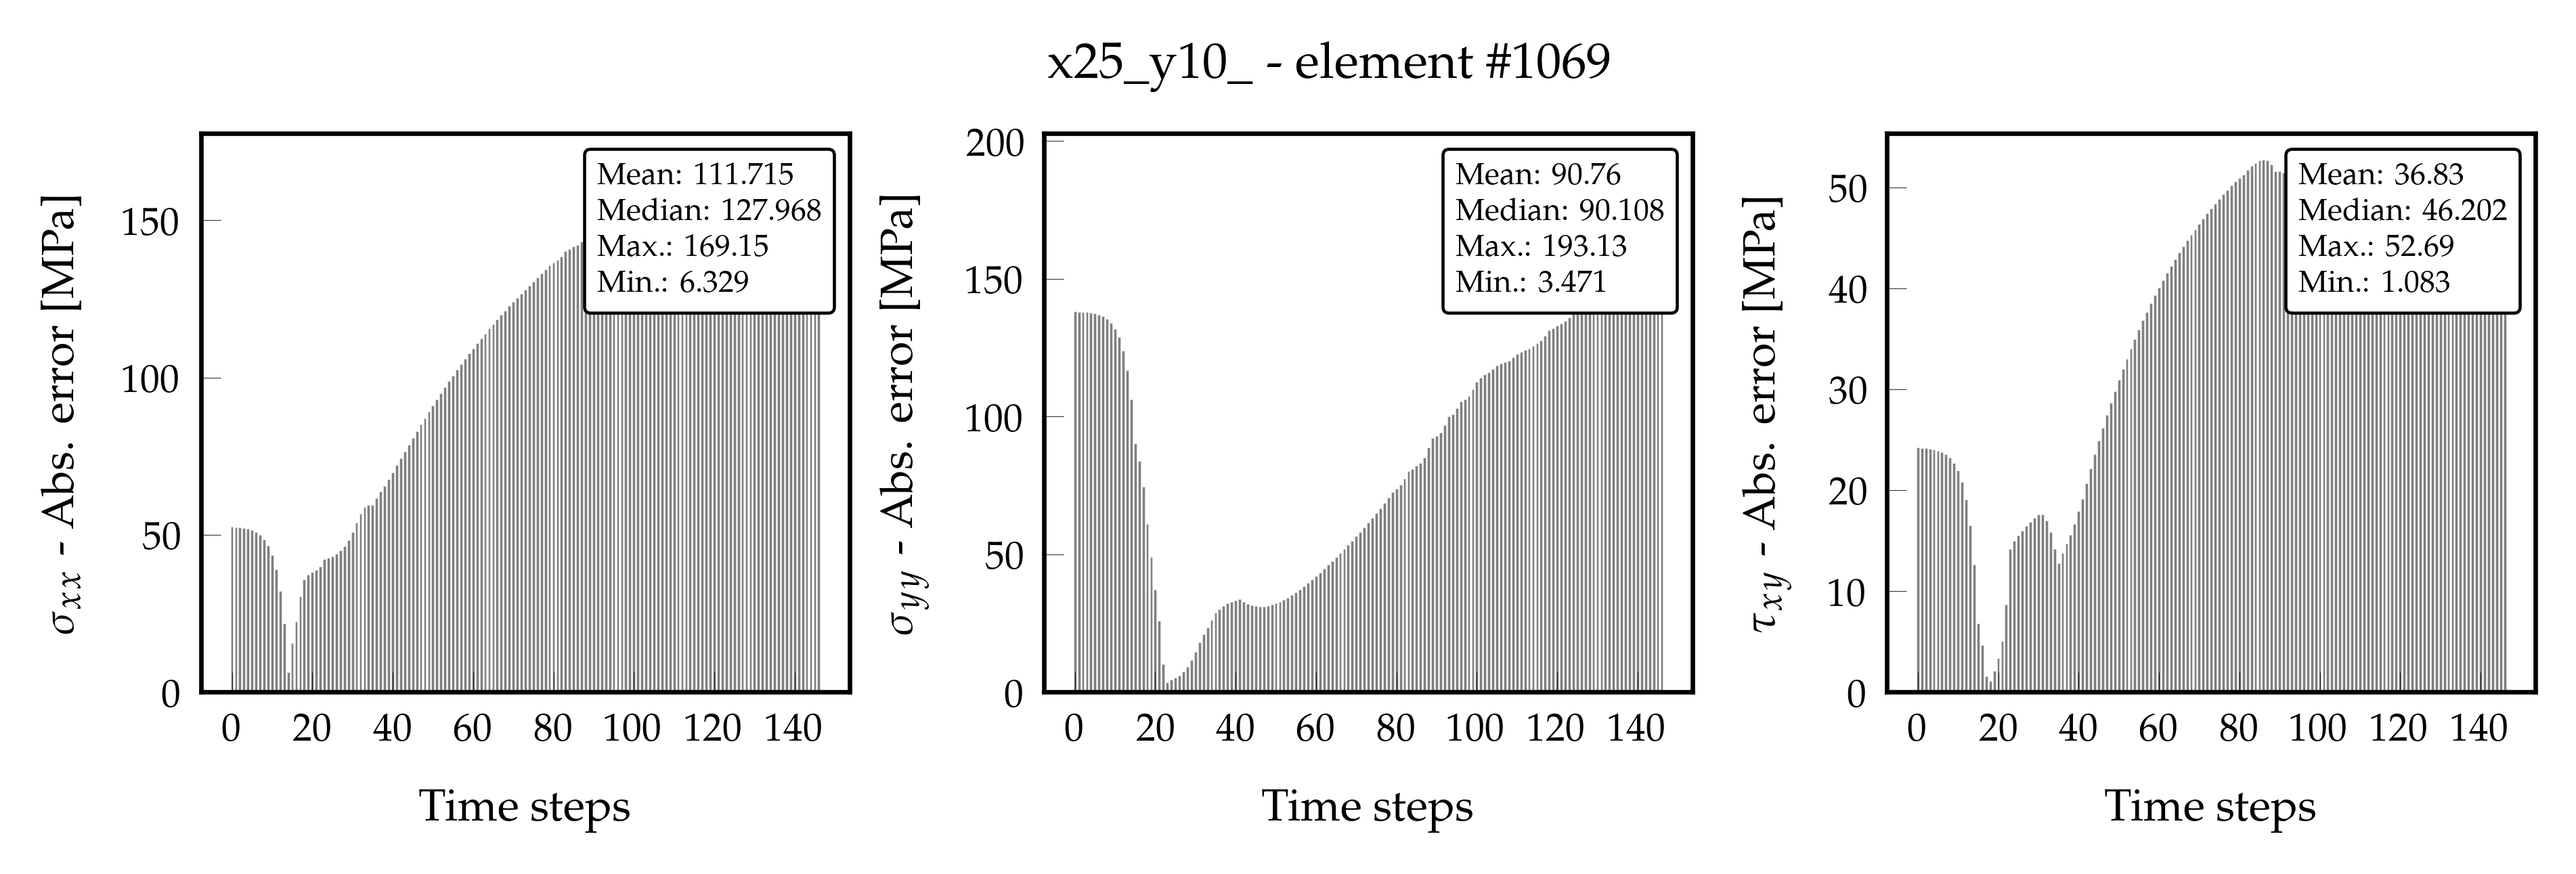 x25_y10_ - element #1069
σxx - Abs. error [MPa]
150
100
50
0
Mean: 111.715
Median: 127.968
Max.: 169.15
Min.: 6.329
0 20 40 60 80 100 120 140
Time steps
σyy - Abs. error [MPa]
200
150
100
50
0
Mean: 90.76
Median: 90.108
Max.: 193.13
Min.: 3.471
0 20 40 60 80 100 120 140
Time steps
τxy - Abs. error [MPa]
50
40
30
20
10
0
Mean: 36.83
Median: 46.202
Max.: 52.69
Min.: 1.083
0 20 40 60 80 100 120 140
Time steps